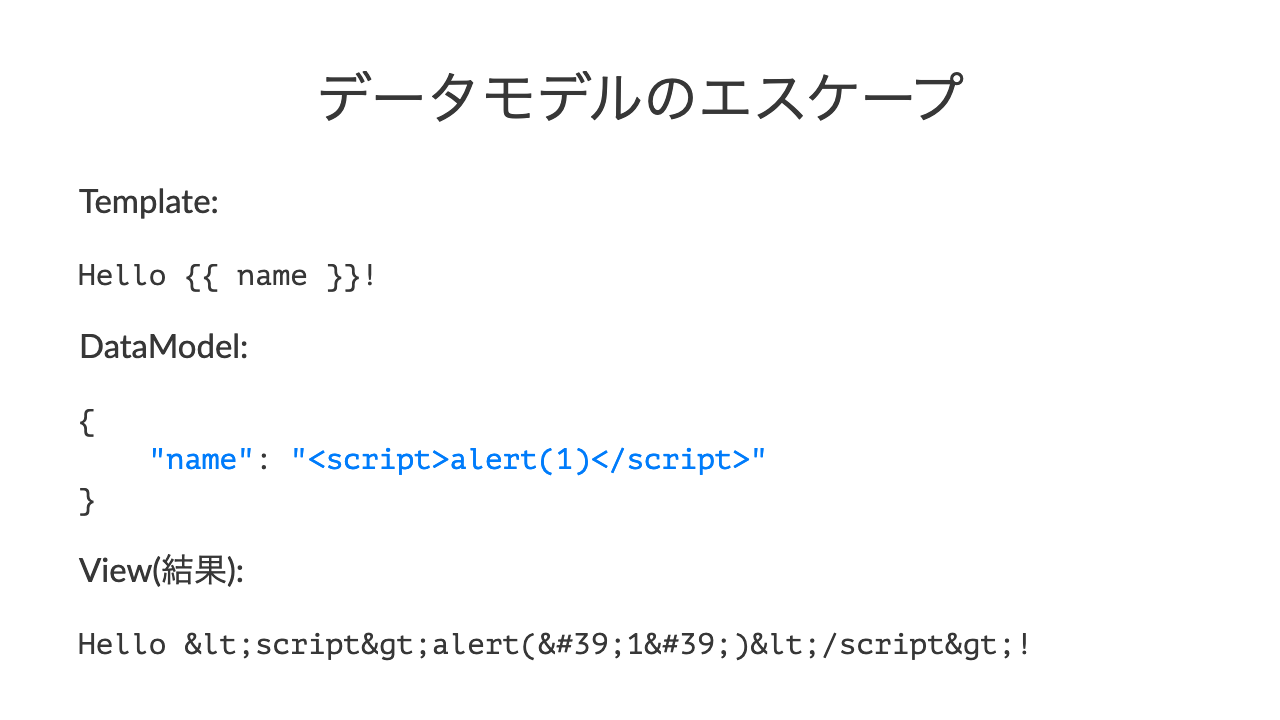 データモデルのエスケープ
Template:
Hello {{ name }}!
DataModel:
{
    "name": "<script>alert(1)</script>"
}
View(結果):
Hello &lt;script&gt;alert(&#39;1&#39;)&lt;/script&gt;!